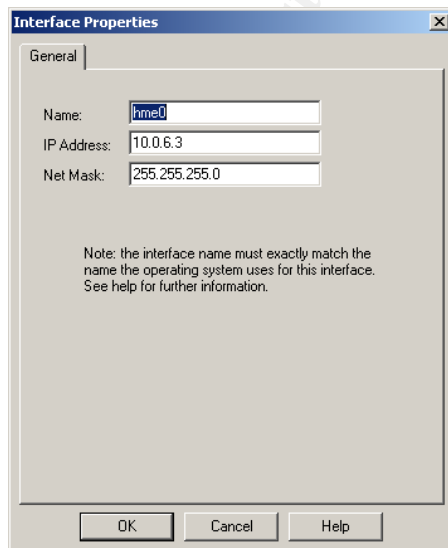 Interface Properties
General
Name: hme0
IP Address: 10.0.6.3
Net Mask: 255.255.255.0
Note: the interface name must exactly match the
name the operating system uses for this interface.
See help for further information.
OK Cancel Help